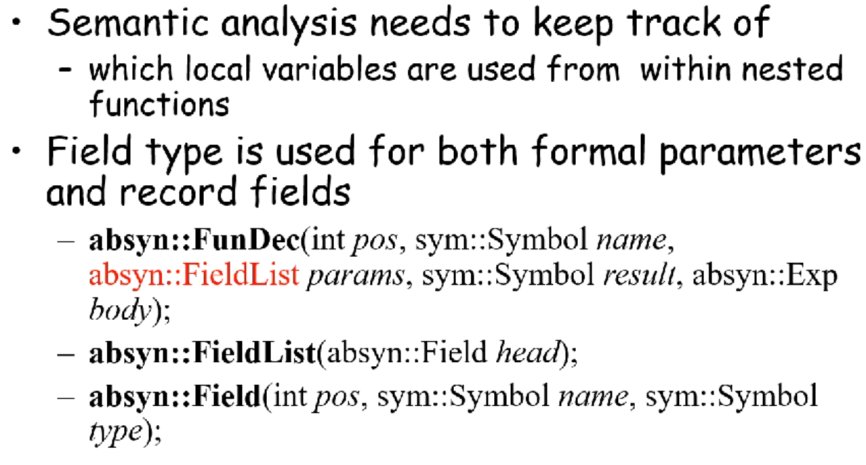 • Semantic analysis needs to keep track of
– which local variables are used from within nested
functions
• Field type is used for both formal parameters
and record fields
– absyn::FunDec(int pos, sym::Symbol name,
absyn::FieldList params, sym::Symbol result, absyn::Exp
body);
– absyn::FieldList(absyn::Field head);
– absyn::Field(int pos, sym::Symbol name, sym::Symbol
type);